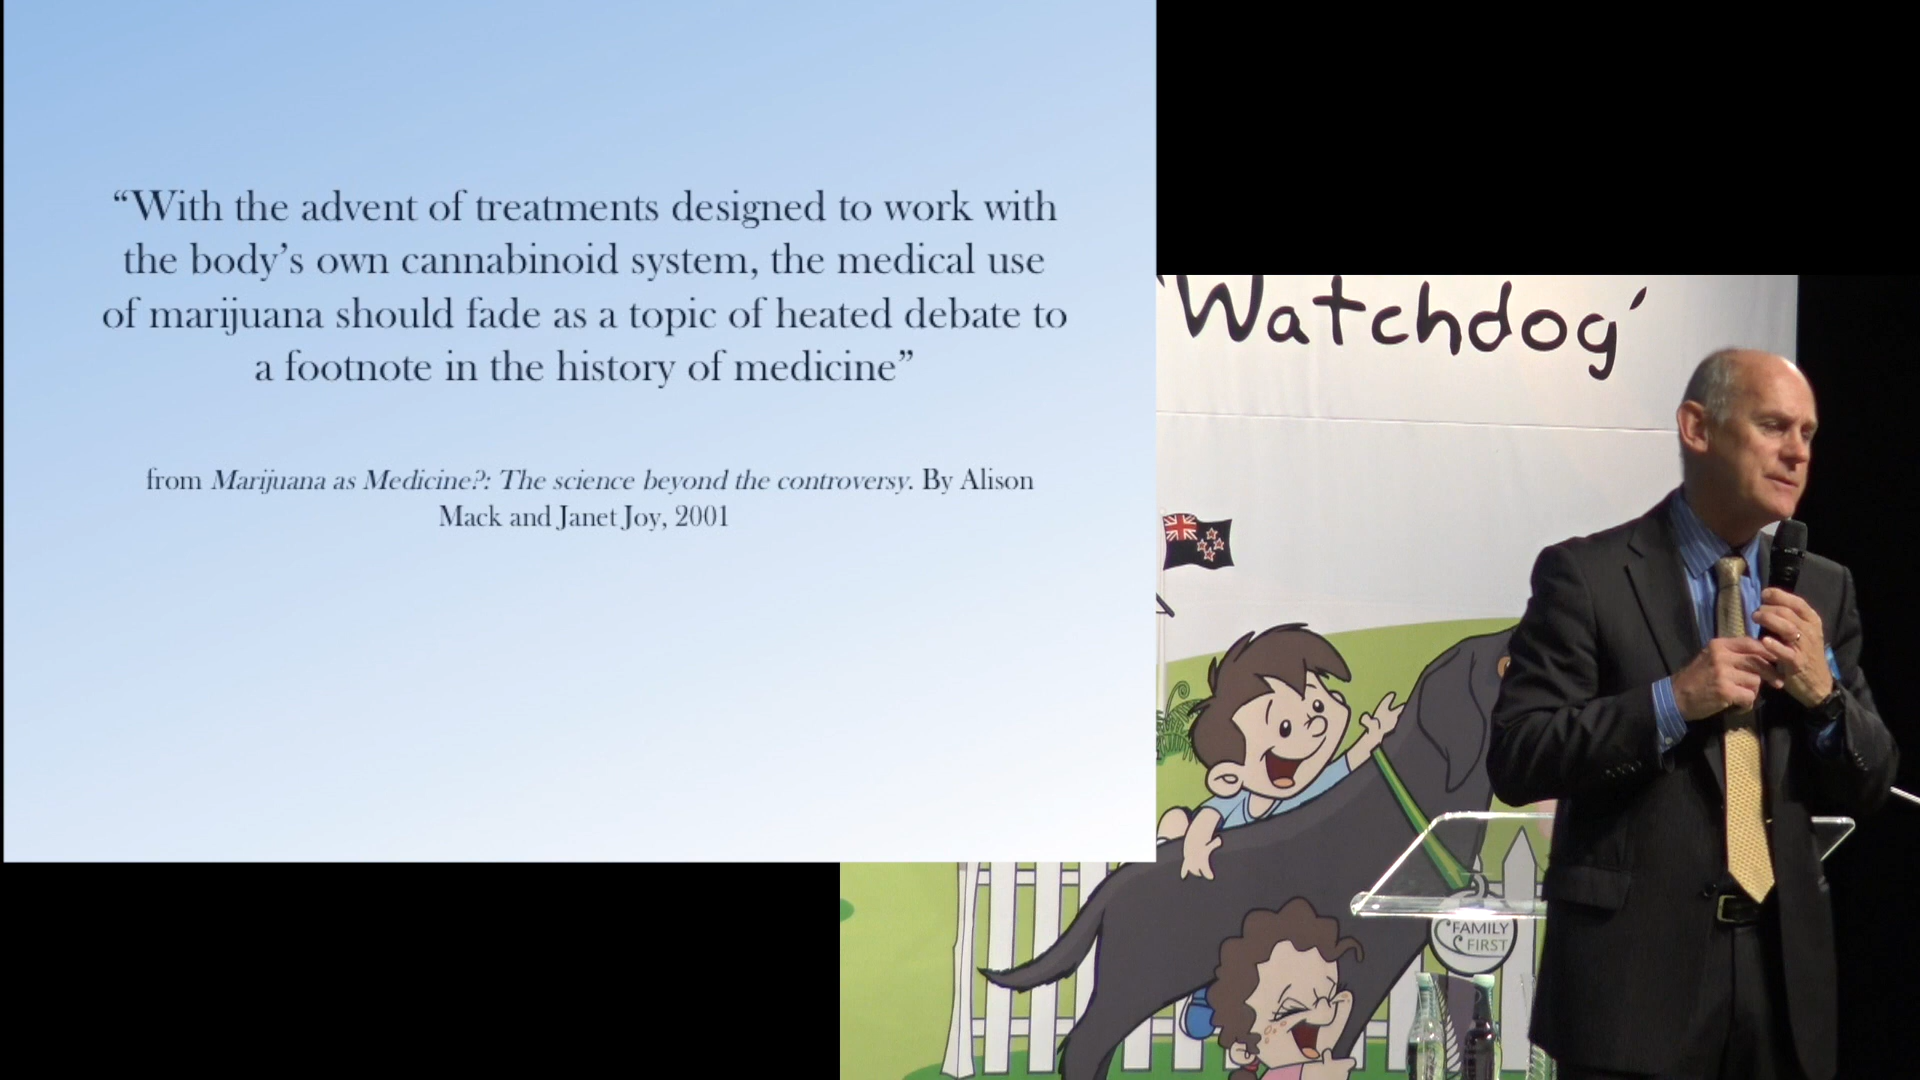 “With the advent of treatments designed to work with
the body’s own cannabinoid system, the medical use
of marijuana should fade as a topic of heated debate to
a footnote in the history of medicine”
from Marijuana as Medicine?: The science beyond the controversy. By Alison
Mack and Janet Joy, 2001
'Watchdog'
FAMILY
FIRST